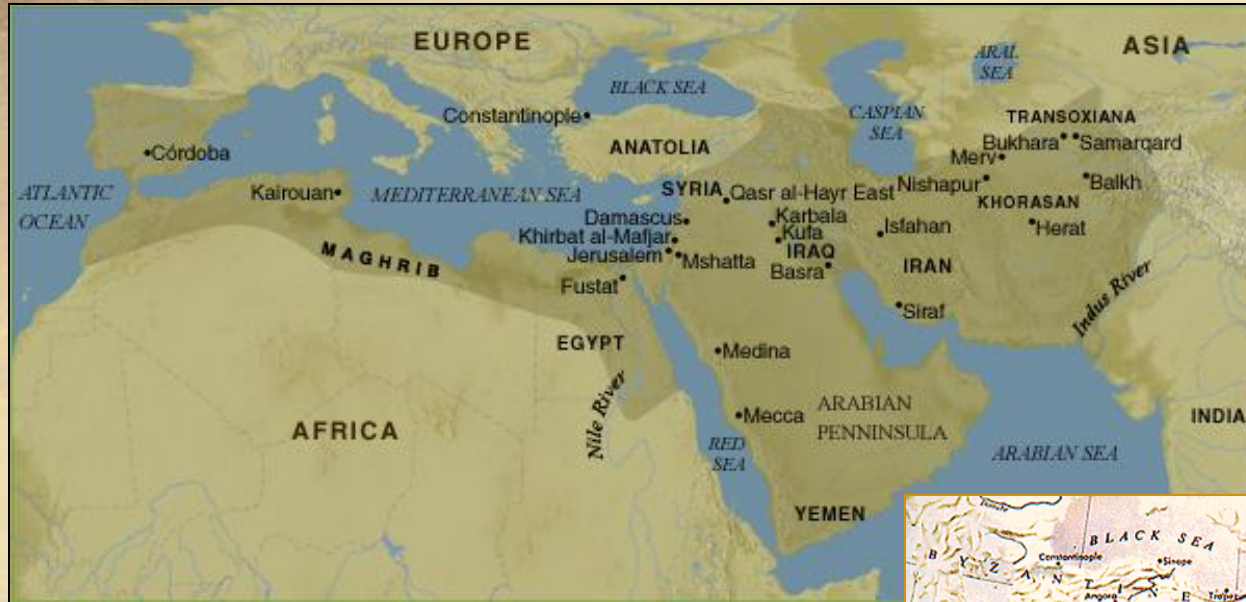 EUROPE
ASIA
ARAL
SEA
BLACK SEA
Constantinople
CASPIAN
SEA
TRANSOXIANA
Bukhara
Samarqard
ANATOLIA
Merv
Córdoba
Nishapur
Balkh
ATLANTIC
OCEAN
Kairouan
MEDITERRANEAN SEA
SYRIA
Qasr al-Hayr East
KHORASAN
Damascus
Karbala
Isfahan
Herat
Khirbat al-Mafjar
Kufa
Jerusalem
Mshatta
IRAQ
MAGHRIB
Basra
IRAN
Fustat
Indus River
Siraf
EGYPT
Medina
Nile River
Mecca
ARABIAN
PENNINSULA
INDIA
AFRICA
RED
SEA
ARABIAN SEA
YEMEN
Danube
BLACK SEA
Constantinople
Sinope
BYZANTINE
Angora